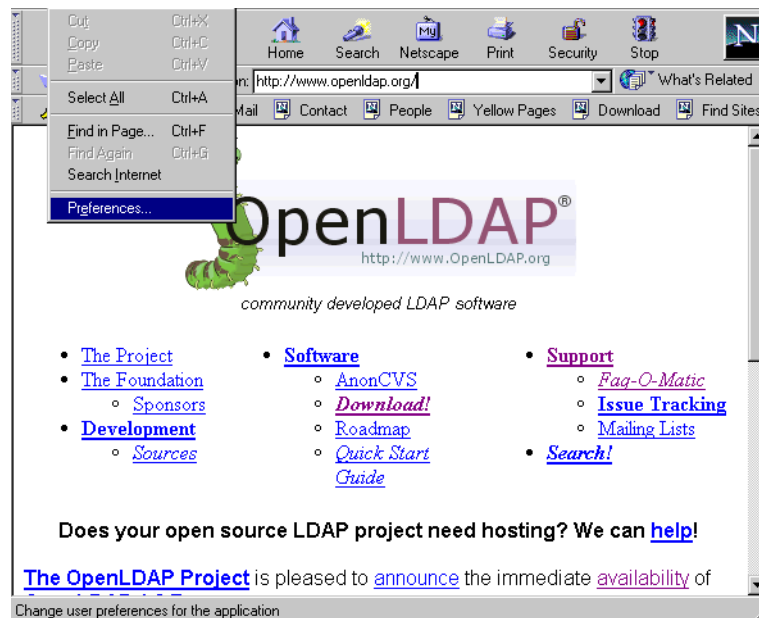 Cut Ctrl+X
Copy Ctrl+C
Paste Ctrl+V
Select All Ctrl+A
Find in Page... Ctrl+F
Find Again Ctrl+G
Search Internet
Preferences...
Home Search Netscape Print Security Stop
My
N
http://www.openldap.org/ What's Related
Mail Contact People Yellow Pages Download Find Sites
OpenLDAP®
http://www.OpenLDAP.org
community developed LDAP software
The Project
The Foundation
Sponsors
Development
Sources
Software
AnonCVS
Download!
Roadmap
Quick Start
Guide
Support
Faq-O-Matic
Issue Tracking
Mailing Lists
Search!
Does your open source LDAP project need hosting? We can help!
The OpenLDAP Project is pleased to announce the immediate availability of
Change user preferences for the application